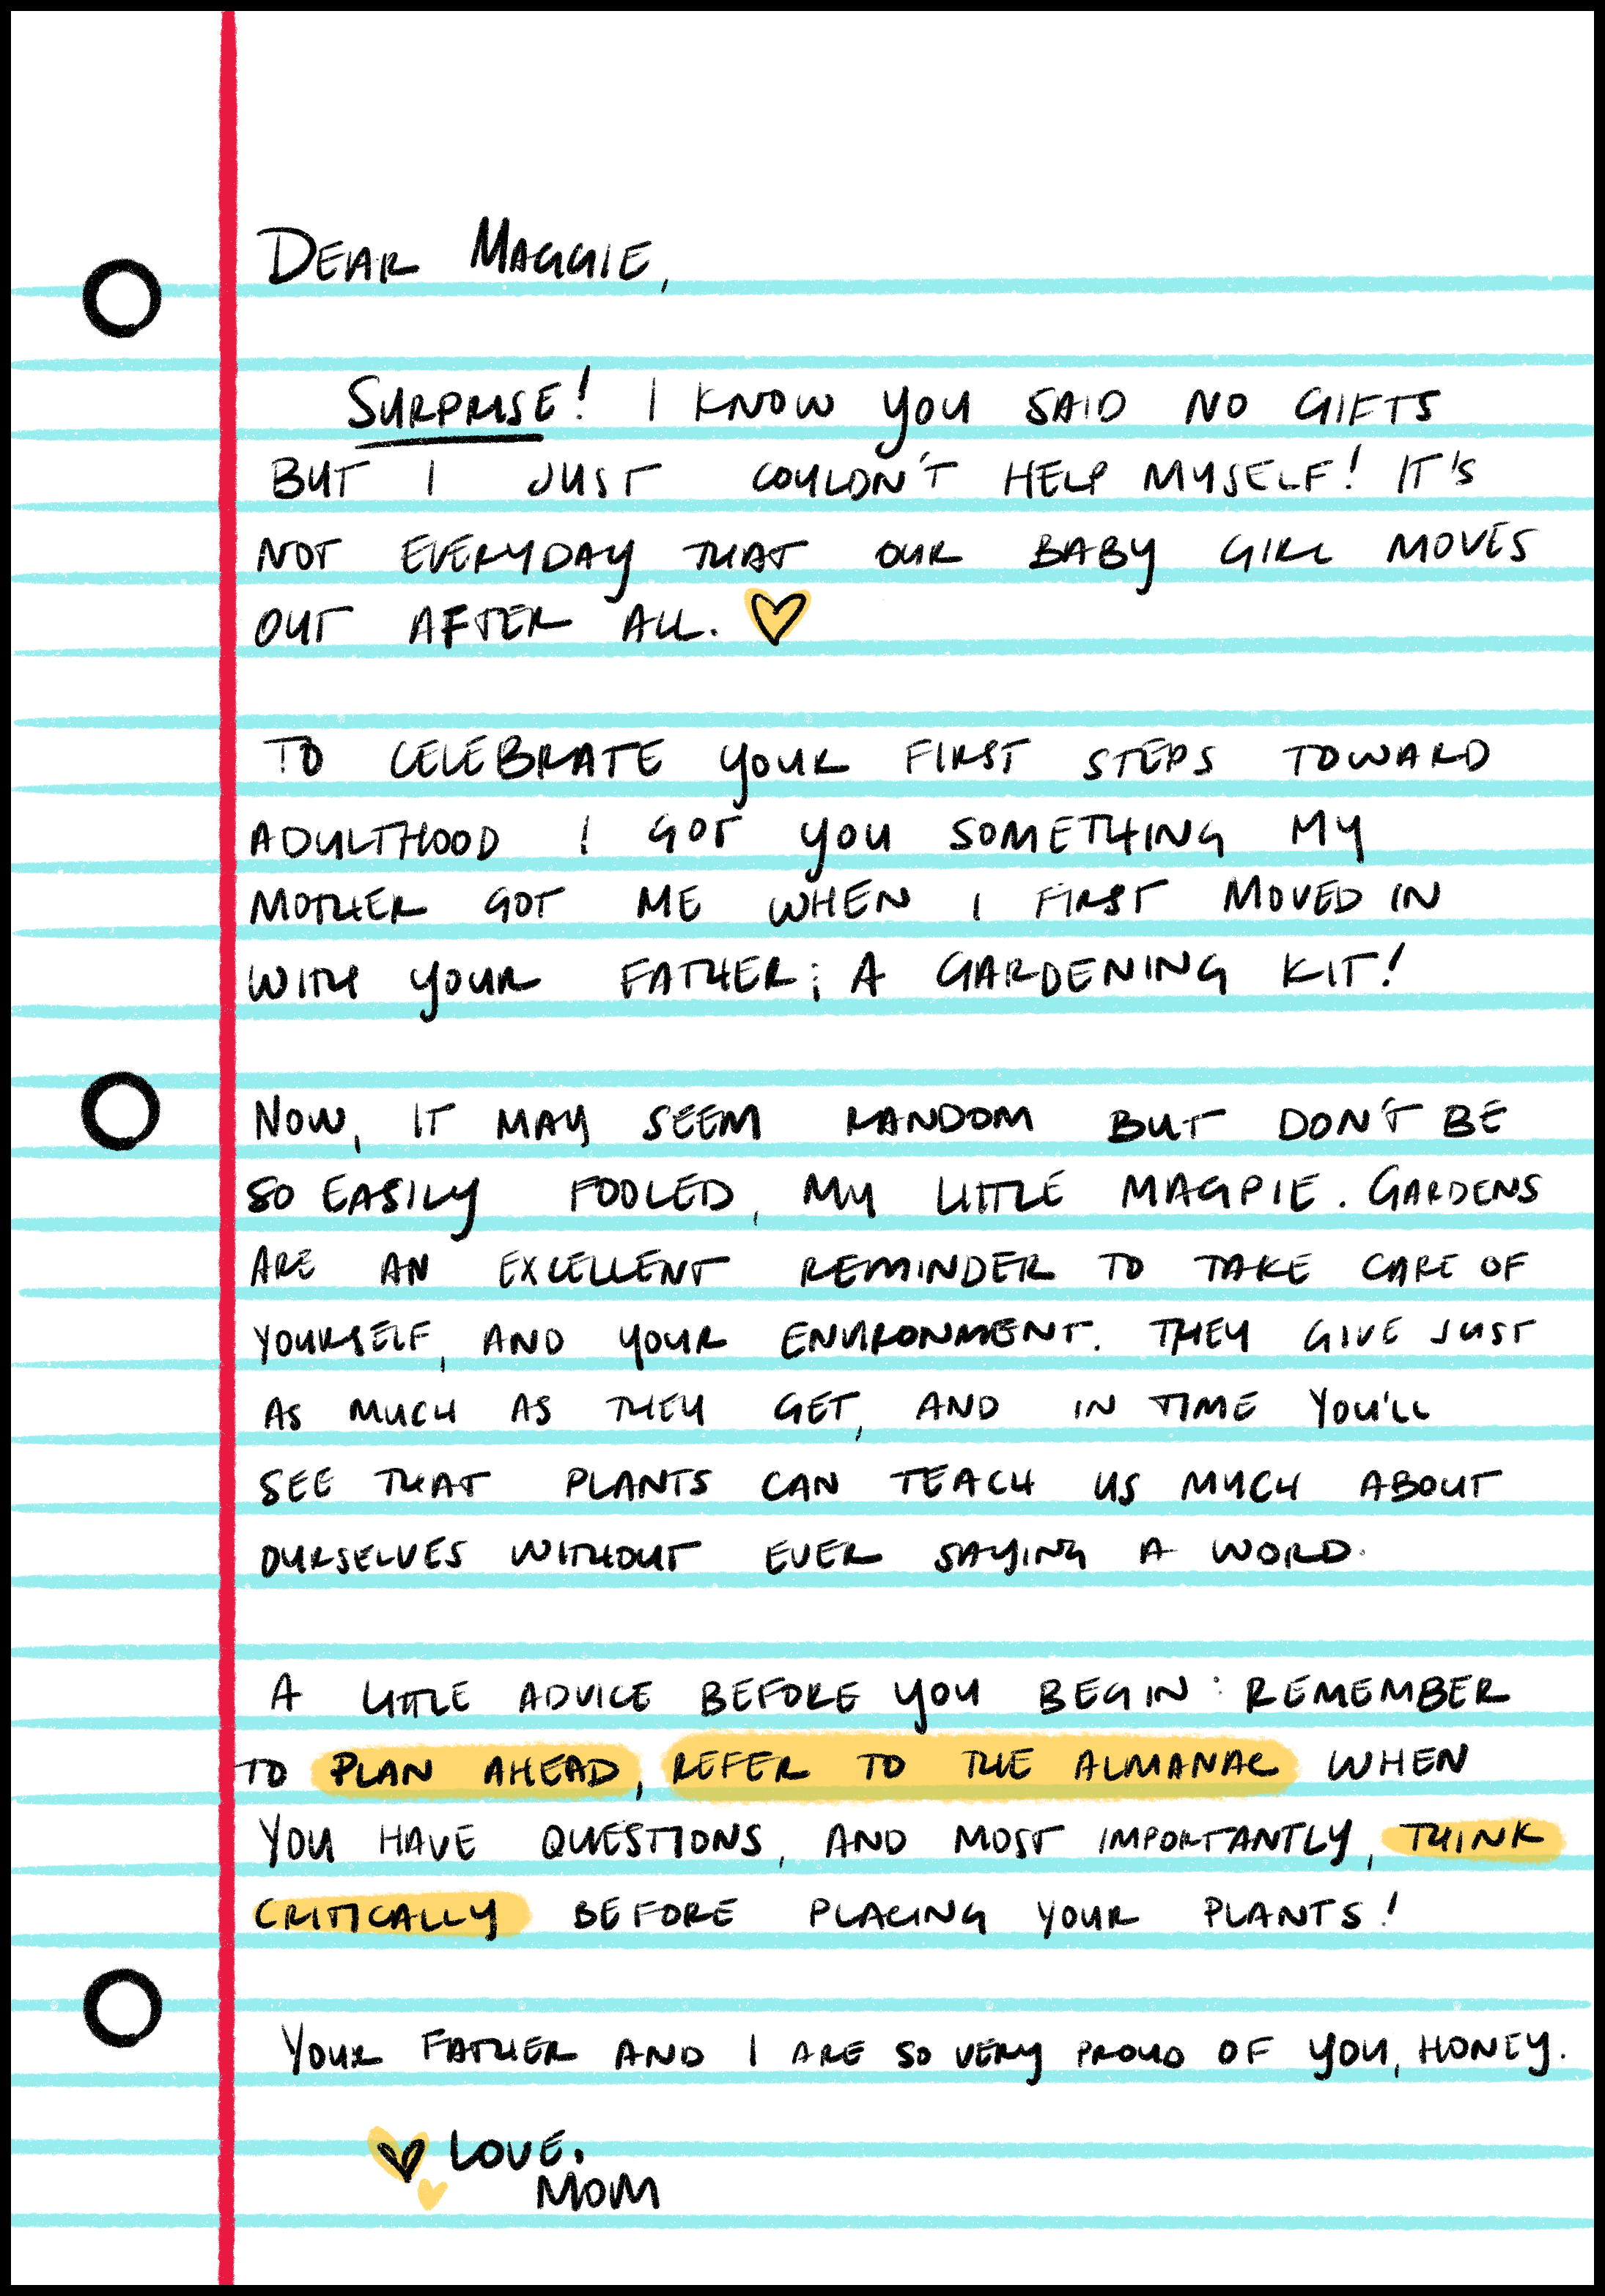 DEAR MAGGIE,
SURPRISE! I KNOW YOU SAID NO GIFTS
BUT I JUST COULDN'T HELP MYSELF! IT'S
NOT EVERYDAY THAT OUR BABY GIRL MOVES
OUT AFTER ALL.
TO CELEBRATE YOUR FIRST STEPS TOWARD
ADULTHOOD I GOT YOU SOMETHING MY
MOTHER GOT ME WHEN I FIRST MOVED IN
WITH YOUR FATHER; A GARDENING KIT!
NOW, IT MAY SEEM RANDOM BUT DON'T BE
SO EASILY FOOLED, MY LITTLE MAGPIE. GARDENS
ARE AN EXCELLENT REMINDER TO TAKE CARE OF
YOURSELF, AND YOUR ENVIRONMENT. THEY GIVE JUST
AS MUCH AS THEY GET, AND IN TIME YOU'LL
SEE THAT PLANTS CAN TEACH US MUCH ABOUT
OURSELVES WITHOUT EVER SAYING A WORD.
A LITTLE ADVICE BEFORE YOU BEGIN: REMEMBER
TO PLAN AHEAD, REFER TO THE ALMANAC WHEN
YOU HAVE QUESTIONS, AND MOST IMPORTANTLY, THINK
CRITICALLY BEFORE PLACING YOUR PLANTS!
YOUR FATHER AND I ARE SO VERY PROUD OF YOU, HONEY.
LOVE.
MOM